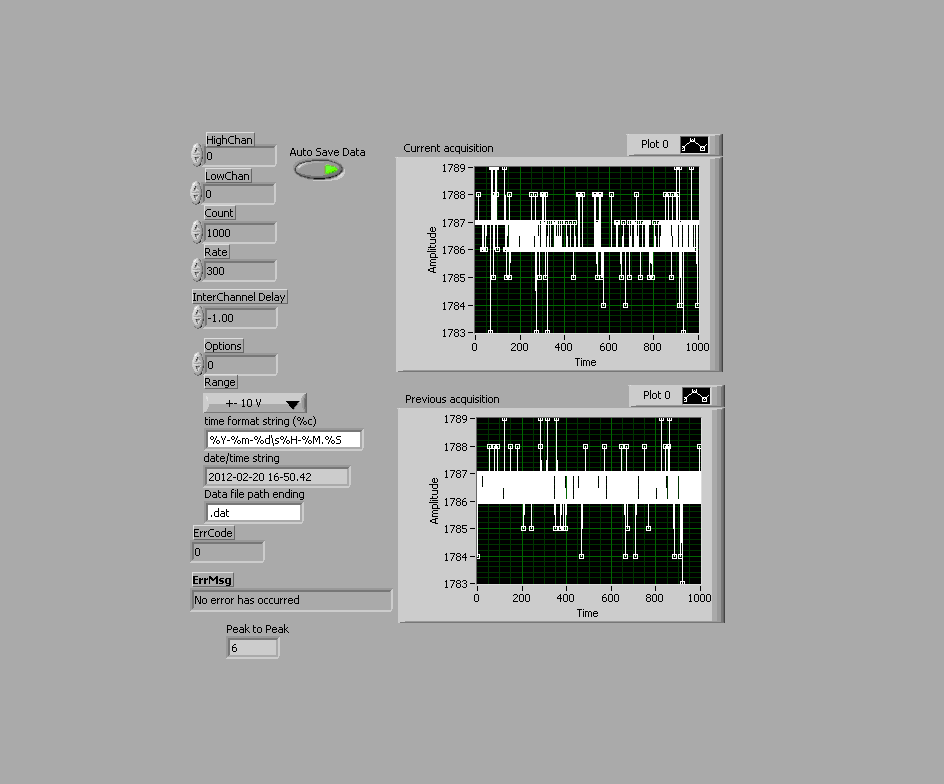 HighChan
0
Auto Save Data
LowChan
0
Count
1000
Rate
300
InterChannel Delay
-1.00
Options
0
Range
+- 10 V
time format string (%c)
%Y-%m-%d\s%H-%M.%S
date/time string
2012-02-20 16-50.42
Data file path ending
.dat
ErrCode
0
ErrMsg
No error has occurred
Peak to Peak
6
Current acquisition
Plot 0
1789
1788
1787
1786
1785
1784
1783
Amplitude
0 200 400 600 800 1000
Time
Previous acquisition
Plot 0
1789
1788
1787
1786
1785
1784
1783
Amplitude
0 200 400 600 800 1000
Time